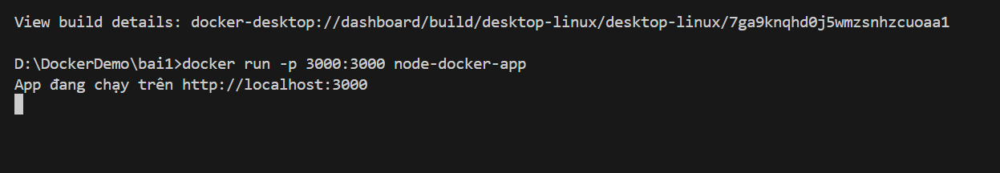 View build details: docker-desktop://dashboard/build/desktop-linux/desktop-linux/7ga9knqhd0j5wmzsnhzcuoaa1
D:\DockerDemo\bai1>docker run -p 3000:3000 node-docker-app
App đang chạy trên http://localhost:3000